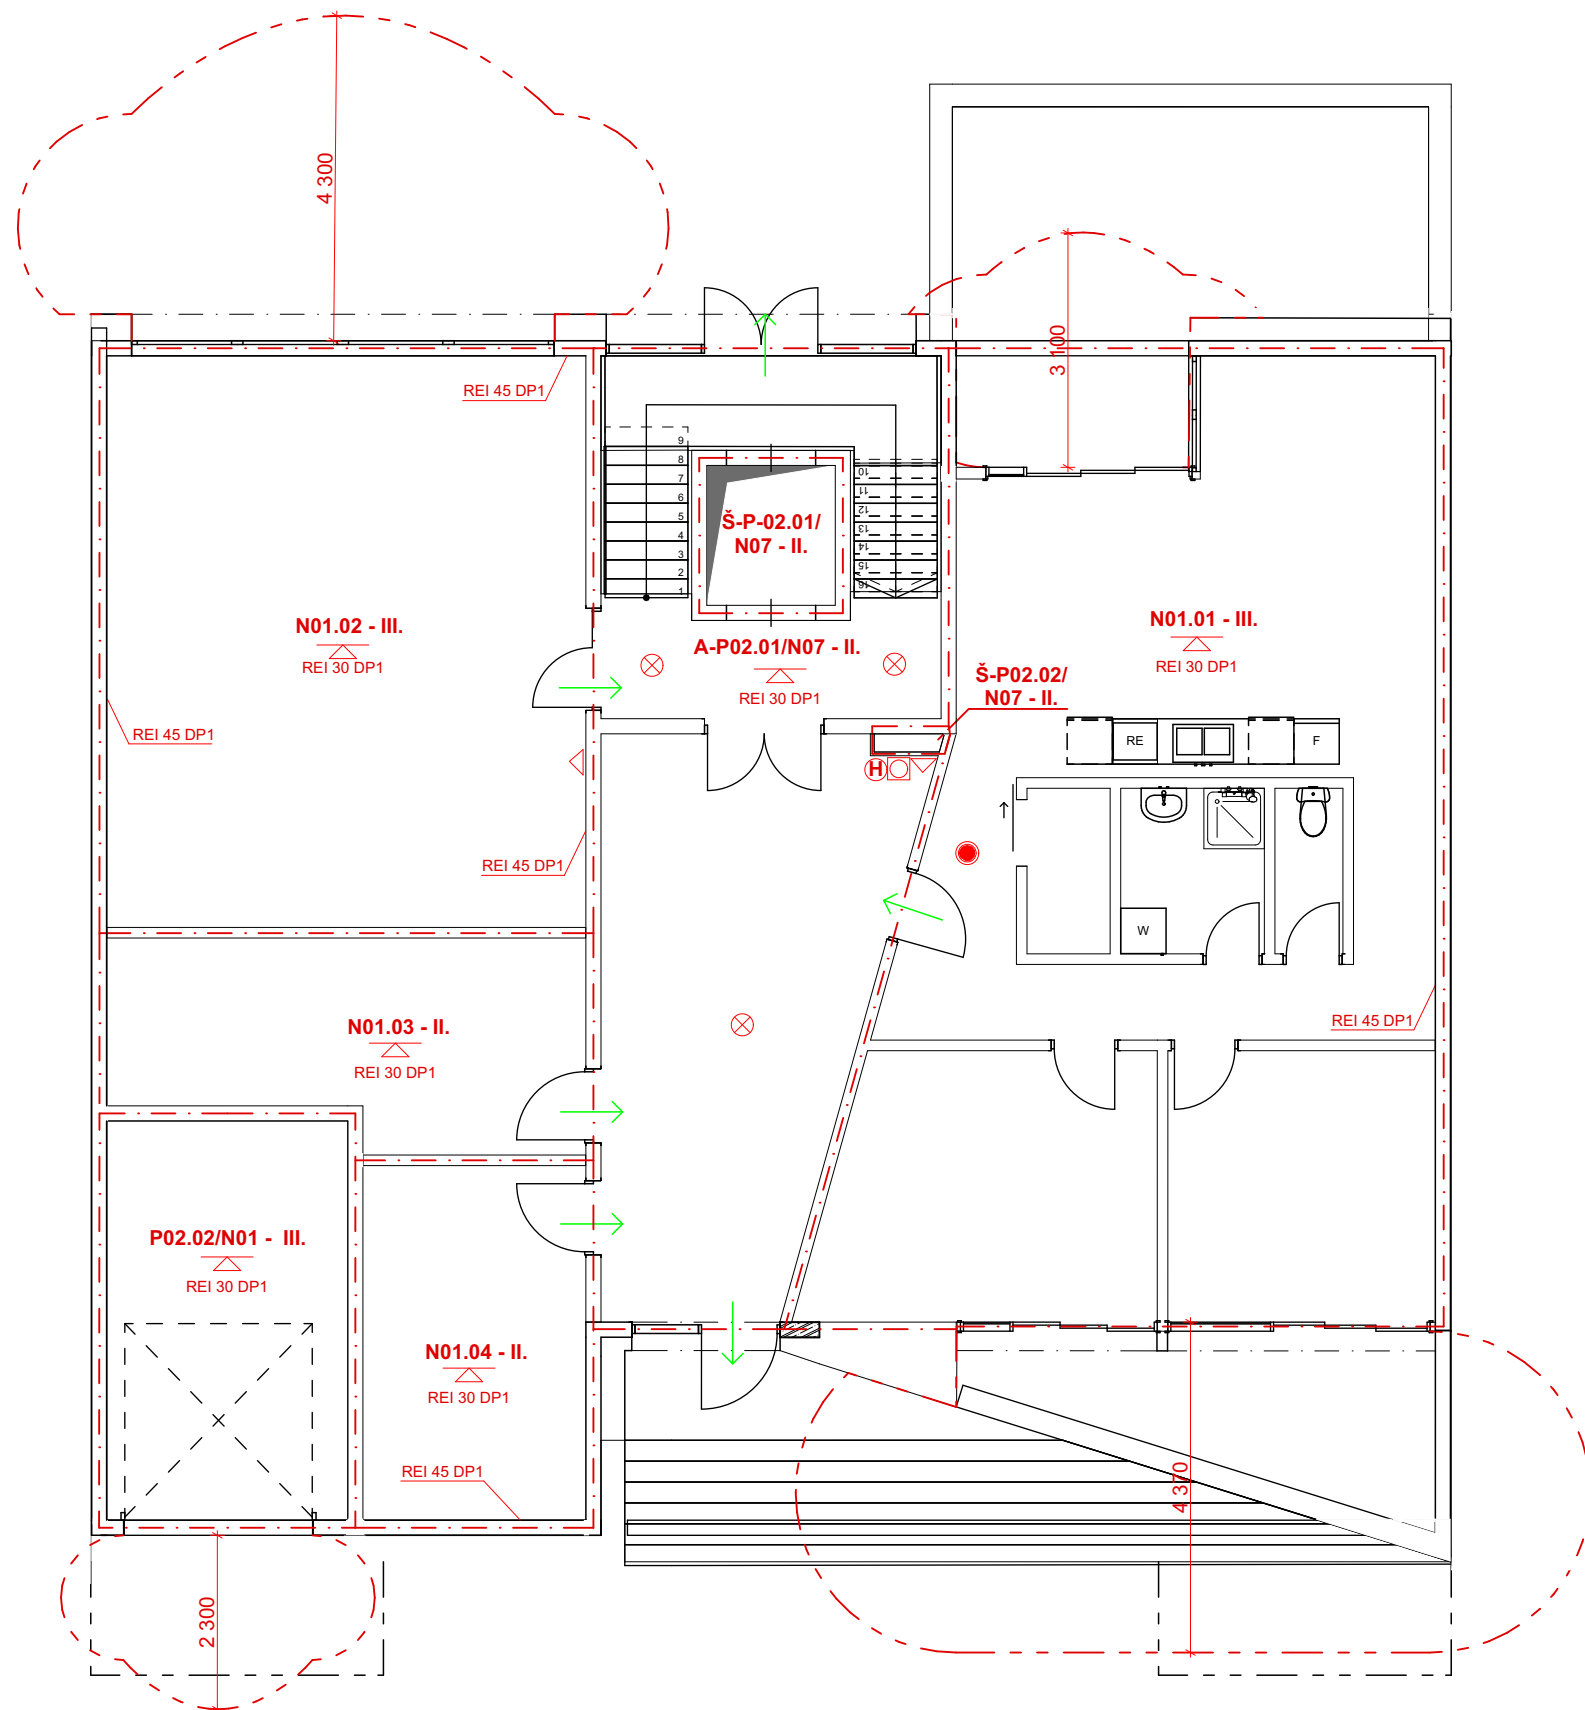 4 300
3 100
REI 45 DP1
9
8
7
6
5
4
3
2
1
10
11
12
13
14
15
16
Š-P-02.01/
N07 - II.
N01.02 - III.
REI 30 DP1
A-P02.01/N07 - II.
REI 30 DP1
N01.01 - III.
REI 30 DP1
Š-P02.02/
N07 - II.
REI 45 DP1
RE
F
H
REI 45 DP1
W
N01.03 - II.
REI 30 DP1
REI 45 DP1
P02.02/N01 - III.
REI 30 DP1
N01.04 - II.
REI 30 DP1
REI 45 DP1
4 370
2 300